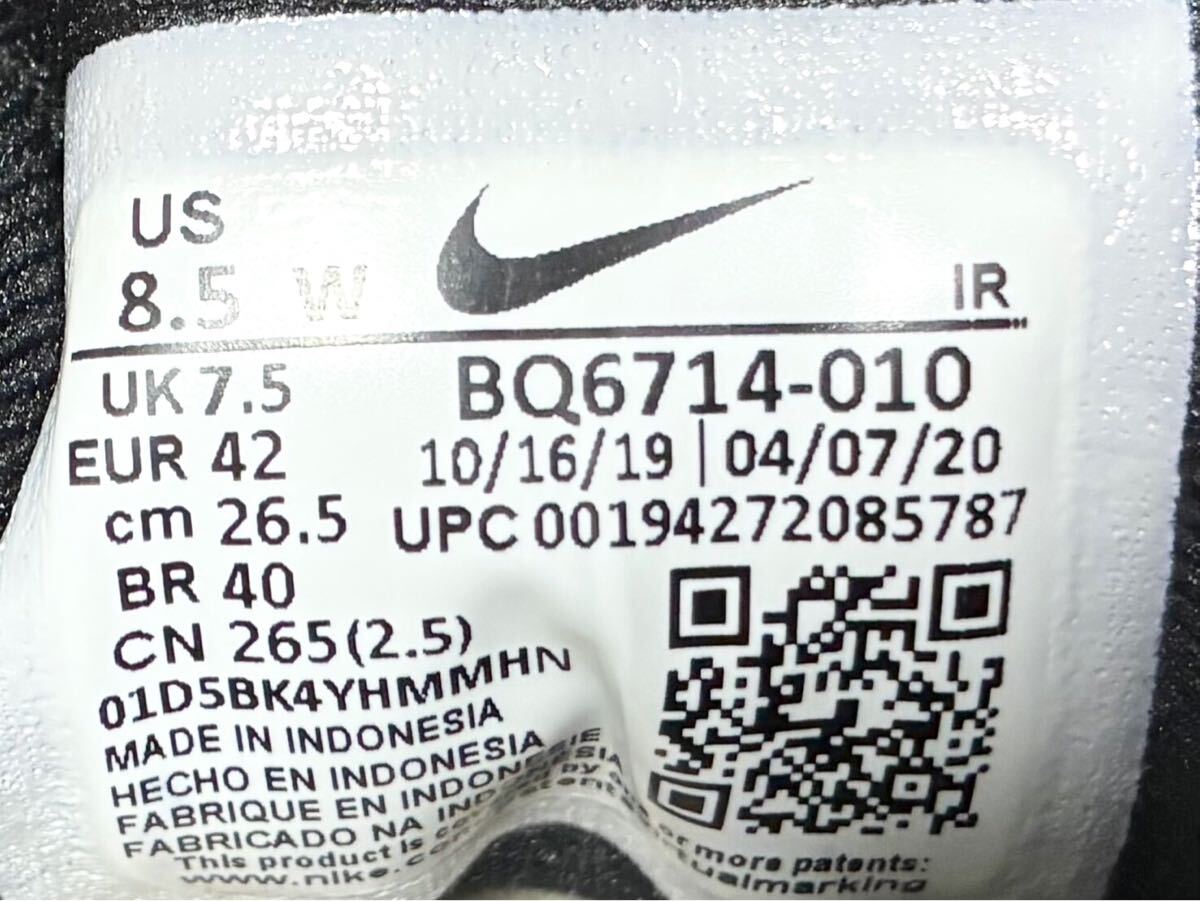 US
8.5 W
IR
UK 7.5
EUR 42
cm 26.5
BR 40
CN 265(2.5)
BQ6714-010
10/16/19 | 04/07/20
UPC 00194272085787
01D5BK4YHMMMHN
MADE IN INDONESIA
HECHO EN INDONESIA
FABRIQUE EN INDONESIE
FABRICADO NA
This product is by or more patents:
www.nike.